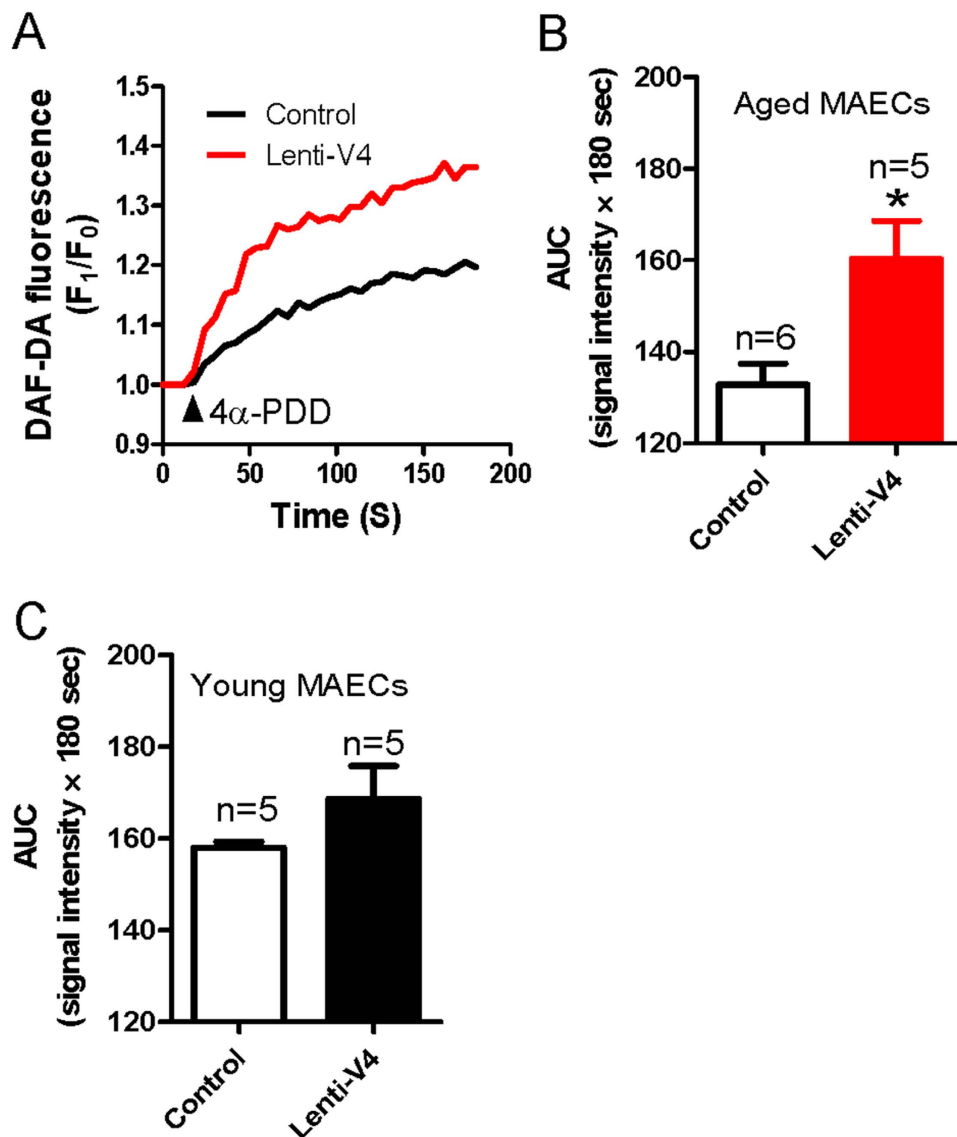 A
DAF-DA fluorescence
(F₁/F₀)
1.5
1.4
1.3
1.2
1.1
1.0
0.9
Control
Lenti-V4
4α-PDD
0
50
100
150
200
Time (S)
B
AUC
(signal intensity × 180 sec)
200
180
160
140
120
Aged MAECs
n=5
*
n=6
Control
Lenti-V4
C
AUC
(signal intensity × 180 sec)
200
180
160
140
120
Young MAECs
n=5
n=5
Control
Lenti-V4